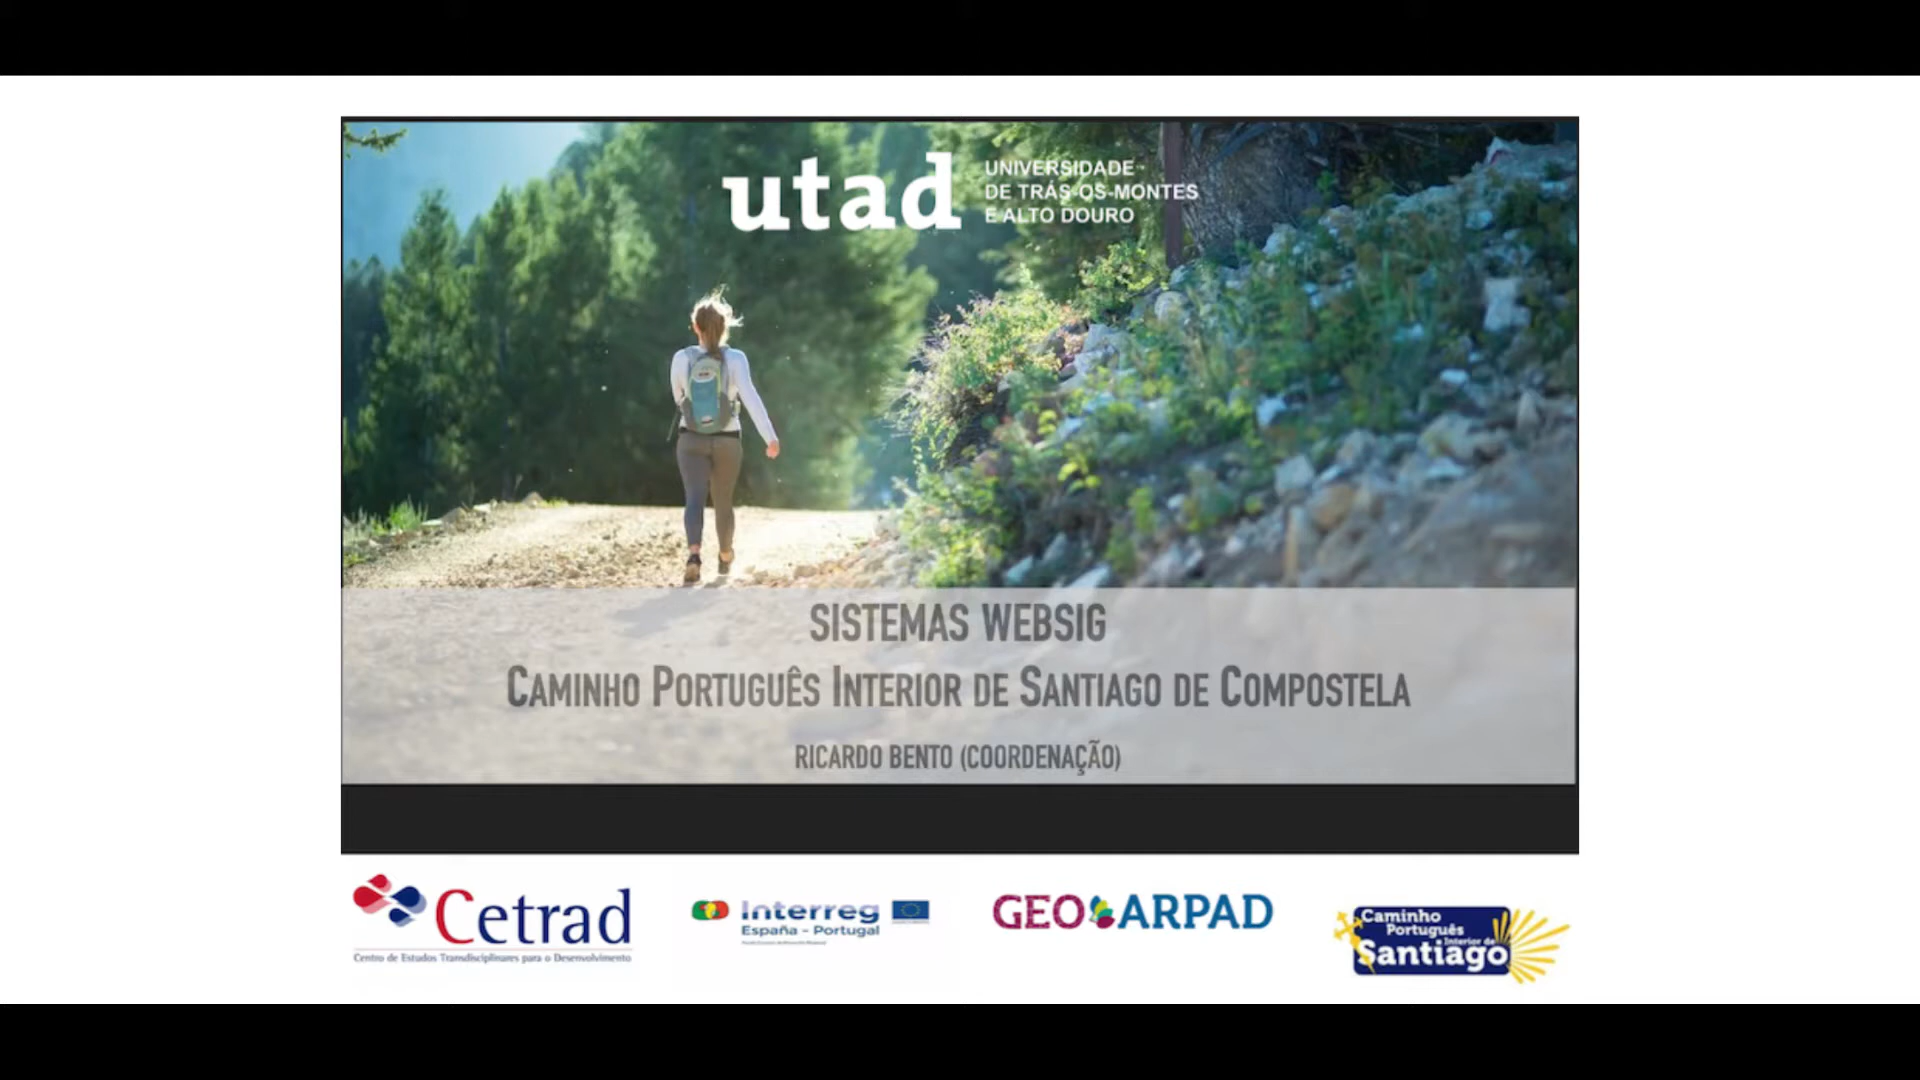 utad
UNIVERSIDADE
DE TRÁS-OS-MONTES
E ALTO DOURO
SISTEMAS WEBSIG
CAMINHO PORTUGUÊS INTERIOR DE SANTIAGO DE COMPOSTELA
RICARDO BENTO (COORDENAÇÃO)
Cetrad
Centro de Estudos Transdisciplinares para o Desenvolvimento
Interreg
España - Portugal
GEO ARPAD
Caminho
Português
Interior de
Santiago